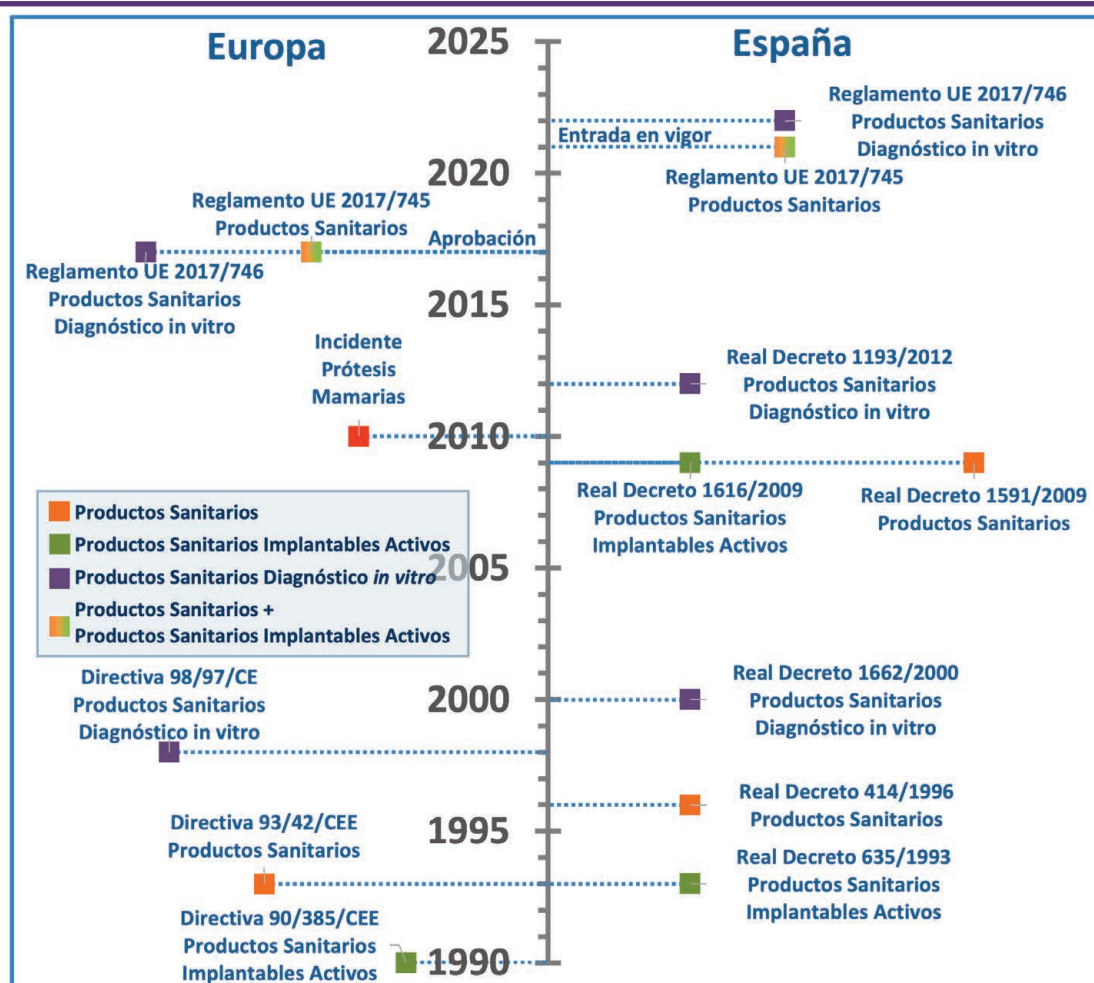 Europa
España
2025
Reglamento UE 2017/746
Productos Sanitarios
Diagnóstico in vitro
Entrada en vigor
2020
Reglamento UE 2017/745
Productos Sanitarios
Reglamento UE 2017/745
Productos Sanitarios
Aprobación
Reglamento UE 2017/746
Productos Sanitarios
Diagnóstico in vitro
2015
Incidente
Prótesis
Mamarias
Real Decreto 1193/2012
Productos Sanitarios
Diagnóstico in vitro
2010
Real Decreto 1616/2009
Productos Sanitarios
Implantables Activos
Real Decreto 1591/2009
Productos Sanitarios
Productos Sanitarios
Productos Sanitarios Implantables Activos
Productos Sanitarios Diagnóstico in vitro
Productos Sanitarios +
Productos Sanitarios Implantables Activos
2005
Directiva 98/97/CE
Productos Sanitarios
Diagnóstico in vitro
2000
Real Decreto 1662/2000
Productos Sanitarios
Diagnóstico in vitro
Real Decreto 414/1996
Productos Sanitarios
1995
Directiva 93/42/CEE
Productos Sanitarios
Real Decreto 635/1993
Productos Sanitarios
Implantables Activos
Directiva 90/385/CEE
Productos Sanitarios
Implantables Activos
1990